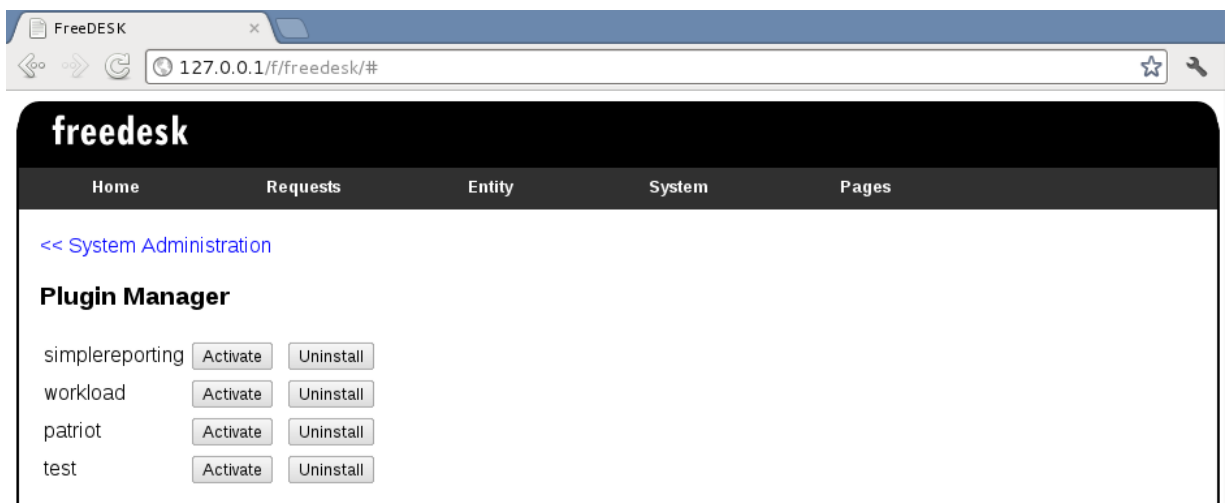 FreeDESK
127.0.0.1/f/freedesk/#
freedesk
Home Requests Entity System Pages
<< System Administration
Plugin Manager
simplereporting Activate Uninstall
workload Activate Uninstall
patriot Activate Uninstall
test Activate Uninstall